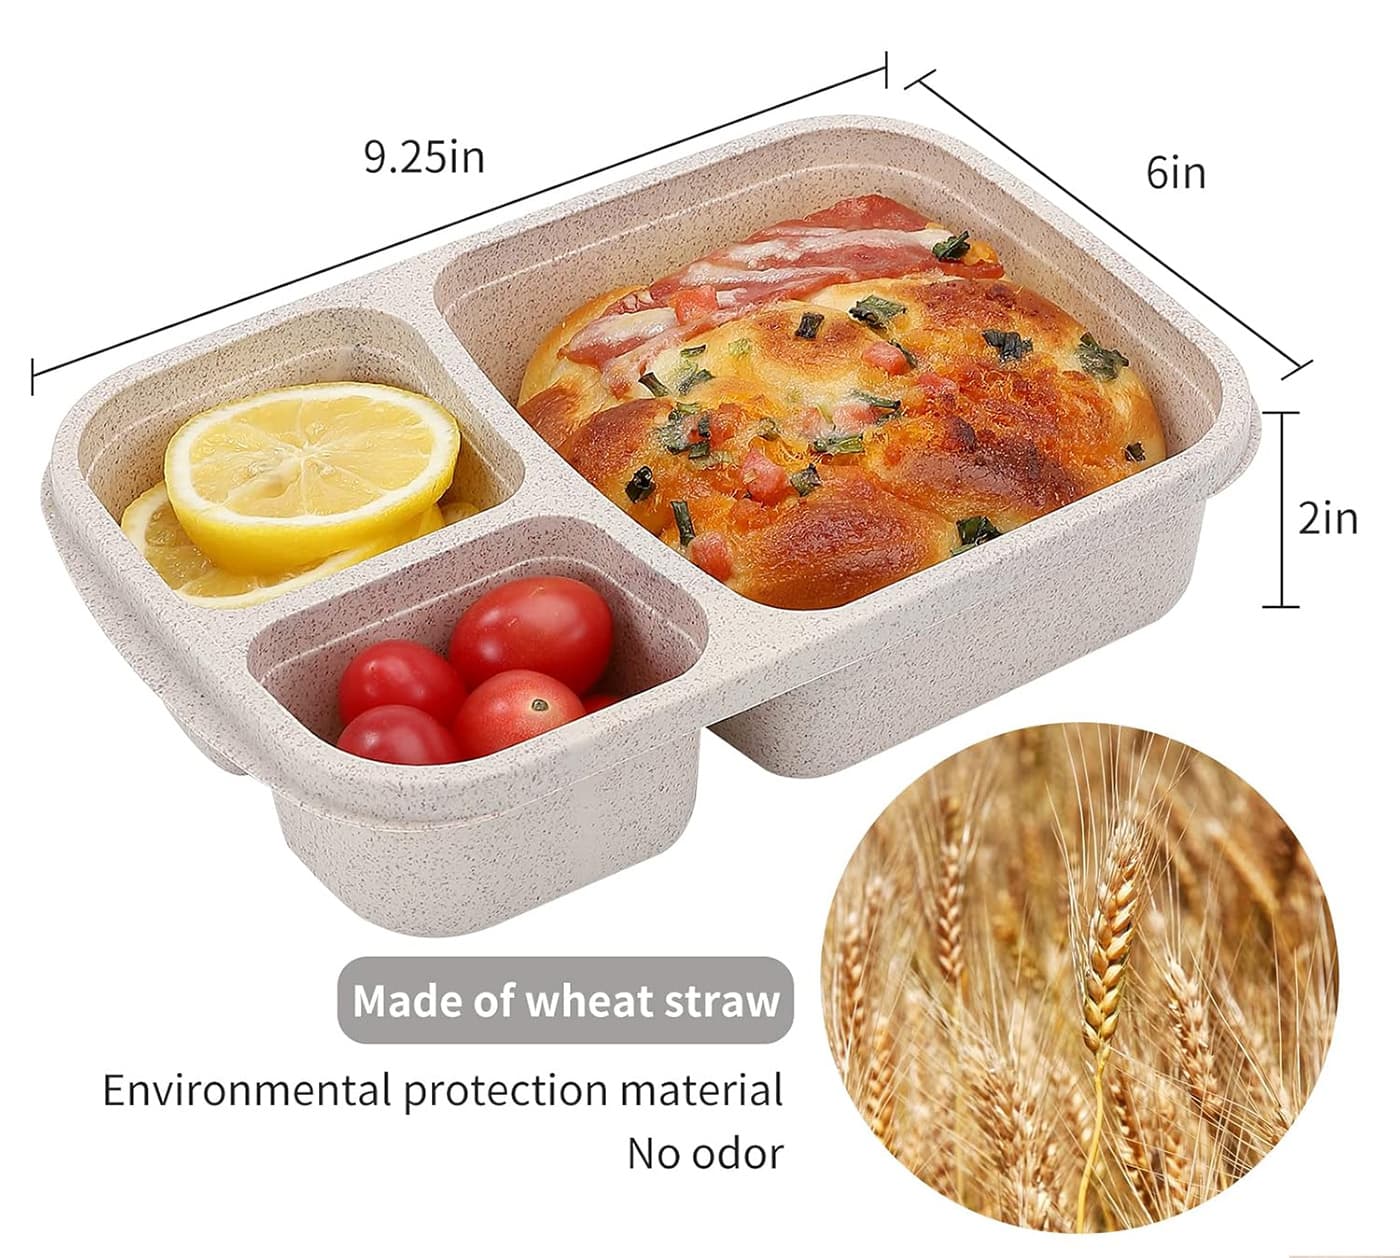 9.25in
6in
2in
Made of wheat straw
Environmental protection material
No odor